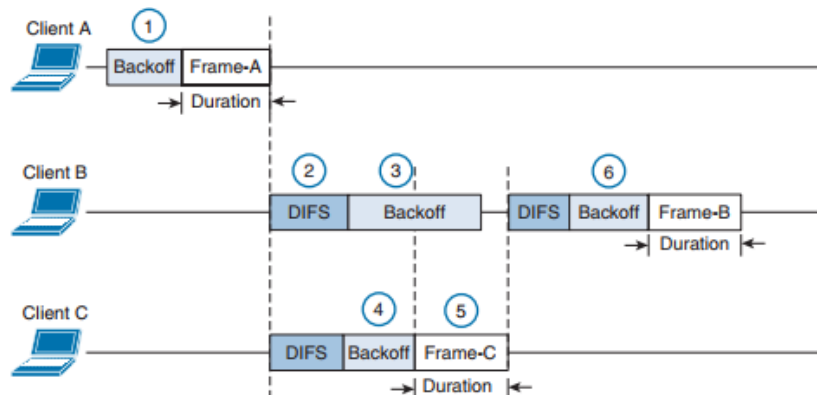 Client A
1
Backoff Frame-A
Duration
Client B
2 3 6
DIFS Backoff DIFS Backoff Frame-B
Duration
Client C
4 5
DIFS Backoff Frame-C
Duration